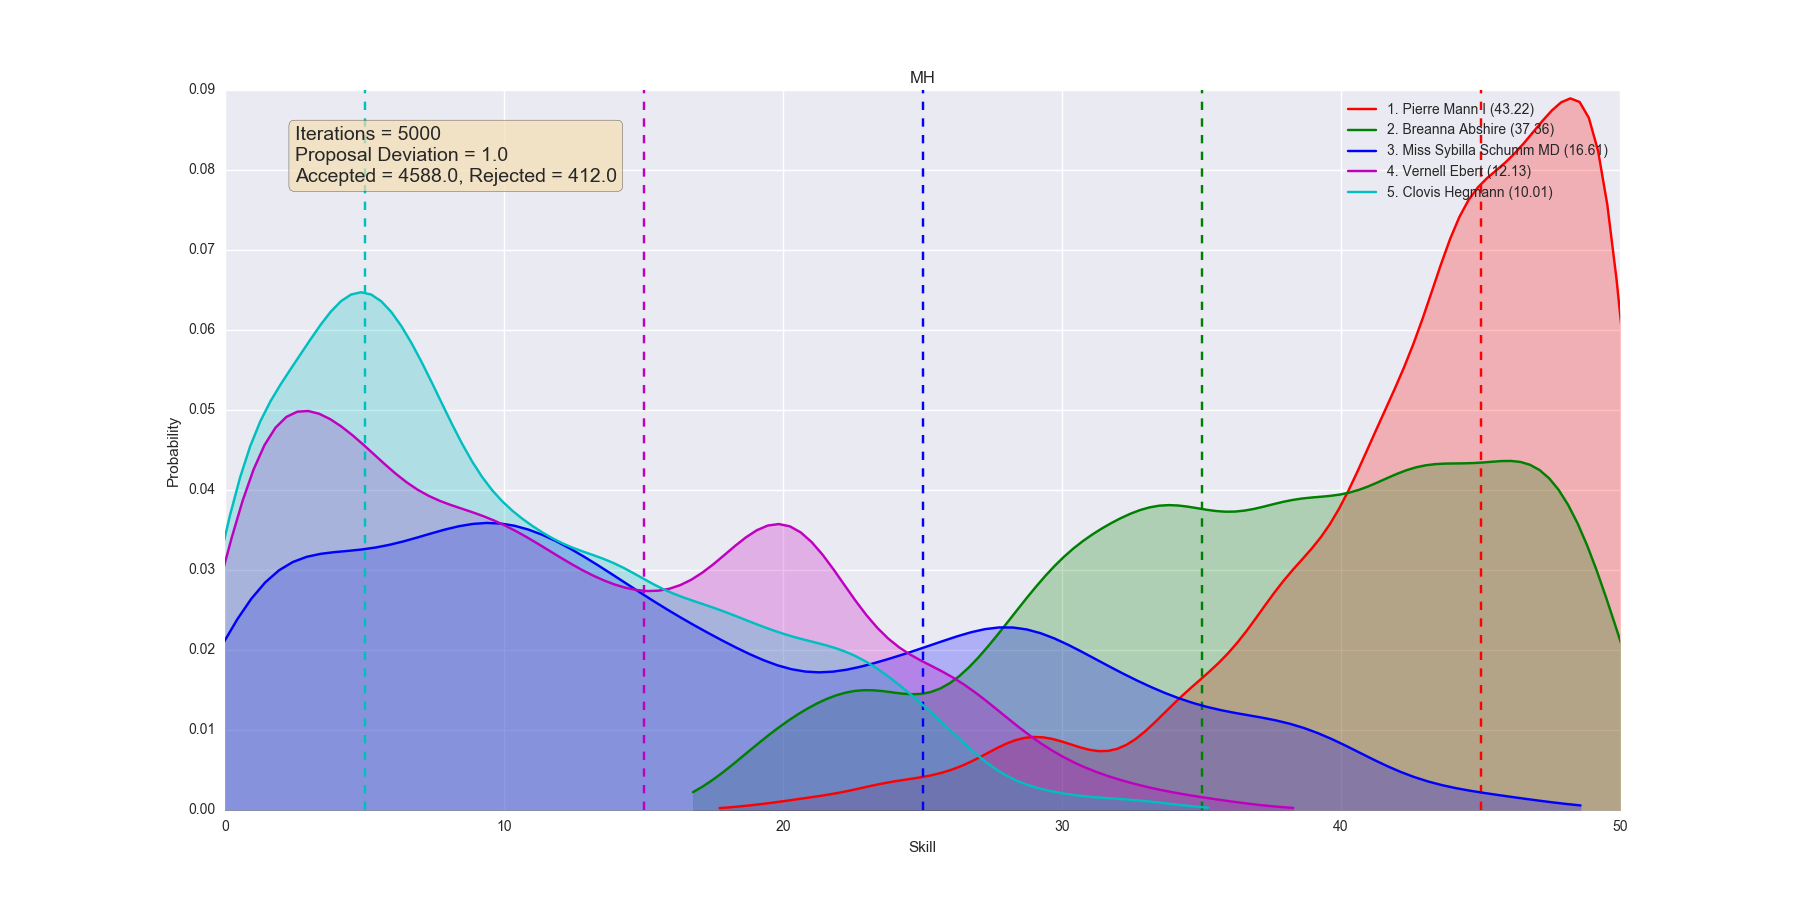 MH
Iterations = 5000
Proposal Deviation = 1.0
Accepted = 4588.0, Rejected = 412.0
1. Pierre Mann I (43.22)
2. Breanna Abshire (37.36)
3. Miss Sybilla Schumm MD (16.61)
4. Vernell Ebert (12.13)
5. Clovis Hegmann (10.01)
Probability
0.09
0.08
0.07
0.06
0.05
0.04
0.03
0.02
0.01
0.00
0 10 20 30 40 50
Skill